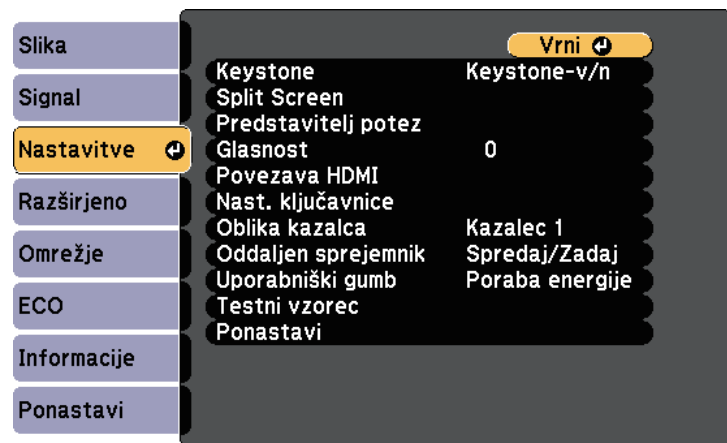 Slika
Signal
Nastavitve
Razširjeno
Omrežje
ECO
Informacije
Ponastavi
Vrni
Keystone Keystone-v/n
Split Screen
Predstavitelj potez
Glasnost 0
Povezava HDMI
Nast. ključavnice
Oblika kazalca Kazalec 1
Oddaljen sprejemnik Spredaj/Zadaj
Uporabniški gumb Poraba energije
Testni vzorec
Ponastavi